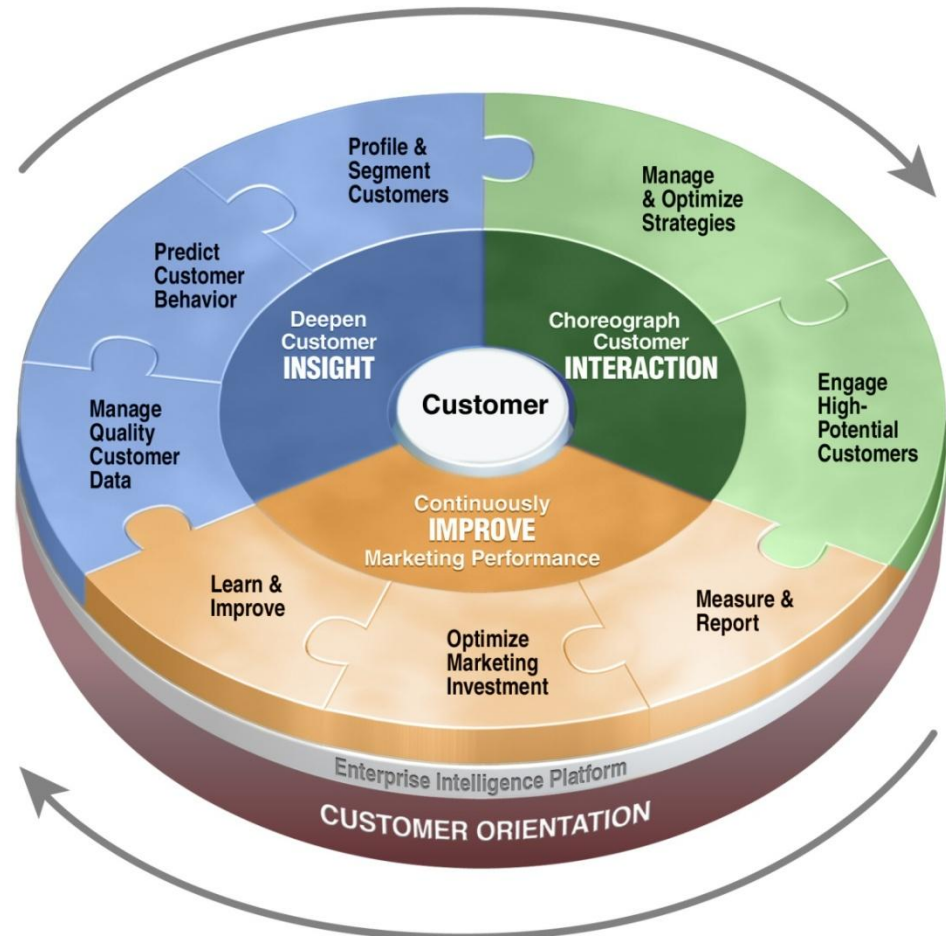 Profile &
Segment
Customers
Manage
& Optimize
Strategies
Predict
Customer
Behavior
Deepen
Customer
INSIGHT
Choreograph
Customer
INTERACTION
Customer
Manage
Quality
Customer
Data
Engage
High-
Potential
Customers
Continuously
IMPROVE
Marketing Performance
Learn &
Improve
Optimize
Marketing
Investment
Measure &
Report
Enterprise Intelligence Platform
CUSTOMER ORIENTATION